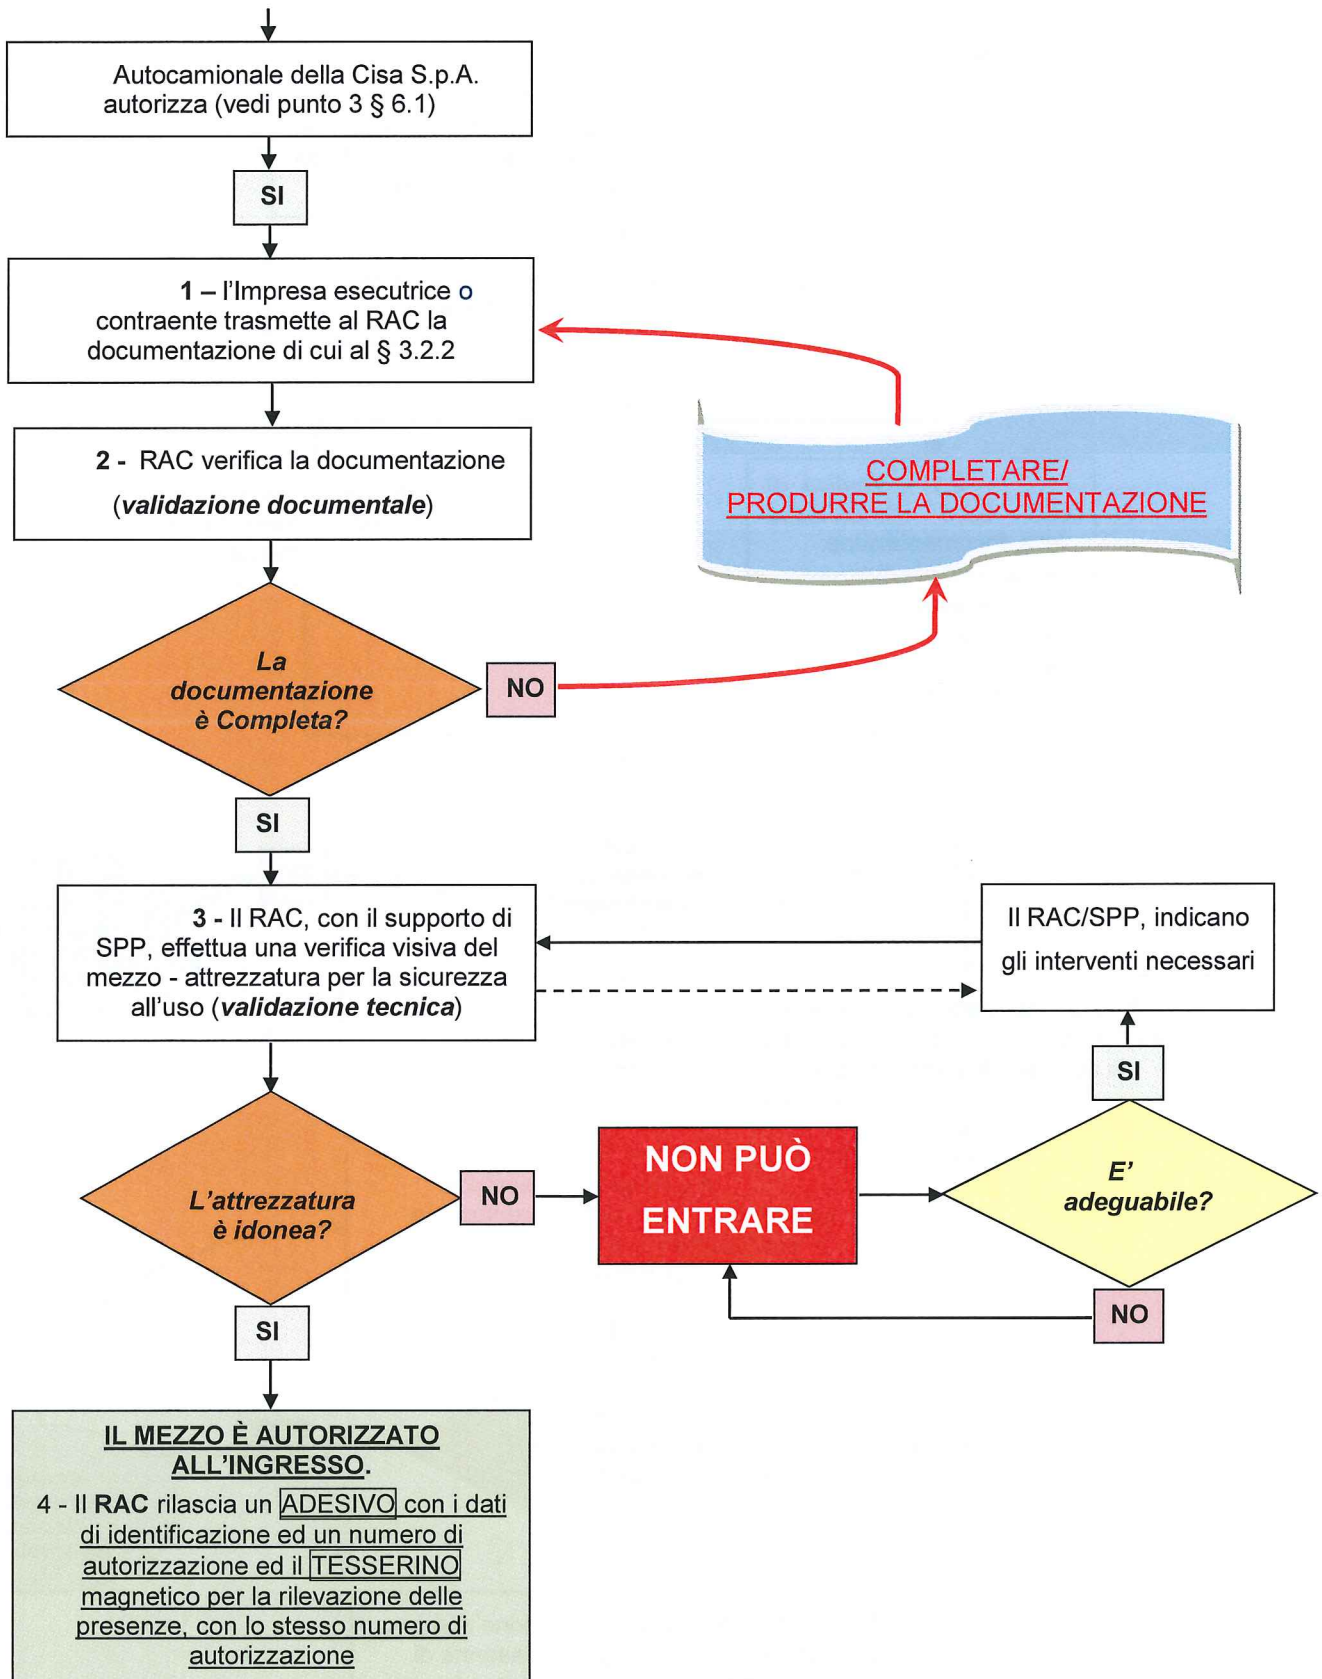 Autocamionale della Cisa S.p.A.
autorizza (vedi punto 3 § 6.1)
SI
1 – l'Impresa esecutrice o
contraente trasmette al RAC la
documentazione di cui al § 3.2.2
2 - RAC verifica la documentazione
(validazione documentale)
COMPLETARE/
PRODURRE LA DOCUMENTAZIONE
La
documentazione
è Completa?
NO
SI
3 - Il RAC, con il supporto di
SPP, effettua una verifica visiva del
mezzo - attrezzatura per la sicurezza
all'uso (validazione tecnica)
Il RAC/SPP, indicano
gli interventi necessari
SI
L'attrezzatura
è idonea?
NO
NON PUÒ
ENTRARE
E'
adeguabile?
NO
SI
IL MEZZO È AUTORIZZATO
ALL'INGRESSO.
4 - Il RAC rilascia un ADESIVO con i dati
di identificazione ed un numero di
autorizzazione ed il TESSERINO
magnetico per la rilevazione delle
presenze, con lo stesso numero di
autorizzazione